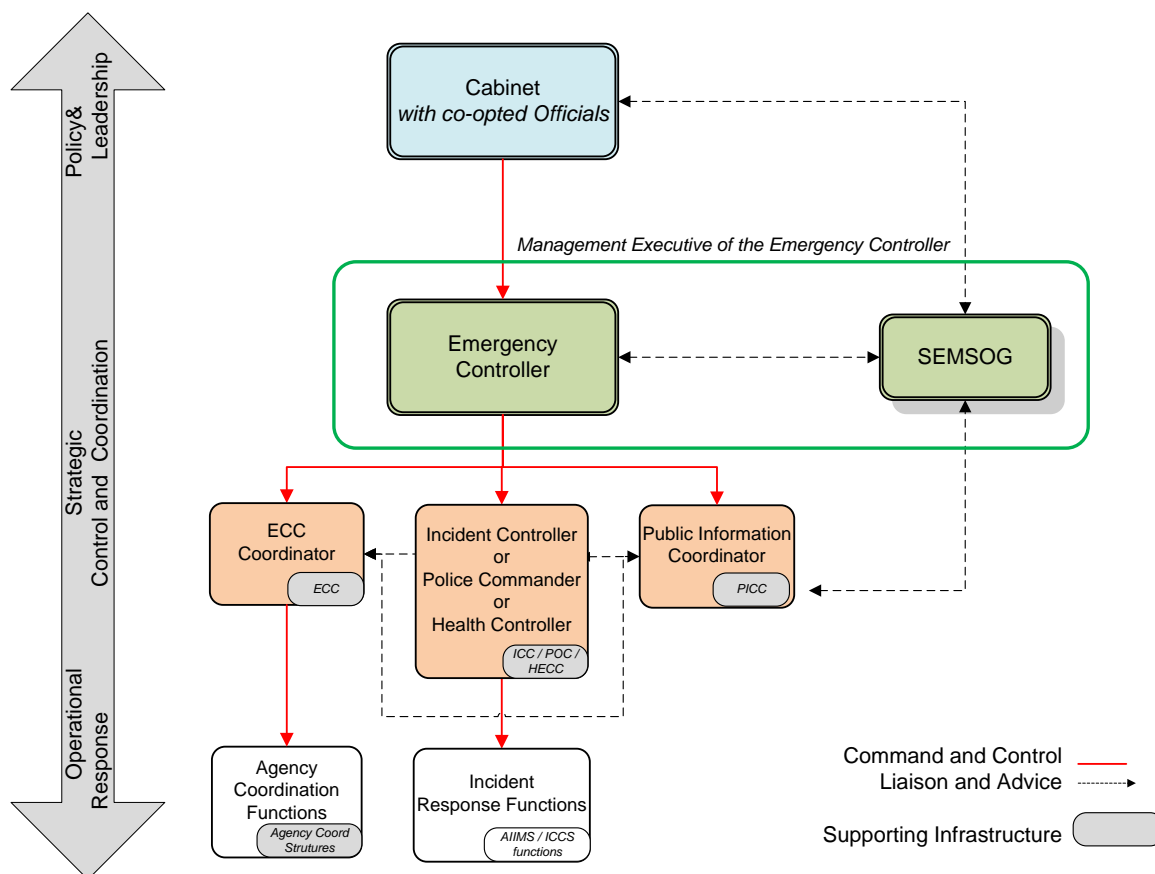 Policy&
Leadership
Strategic
Control and Coordination
Operational
Response
Cabinet
with co-opted Officials
Management Executive of the Emergency Controller
Emergency
Controller
SEMSOG
ECC
Coordinator
ECC
Incident Controller
or
Police Commander
or
Health Controller
ICC / POC /
HECC
Public Information
Coordinator
PICC
Agency
Coordination
Functions
Agency Coord
Strutures
Incident
Response Functions
AIIMS / ICCS
functions
Command and Control
Liaison and Advice
Supporting Infrastructure